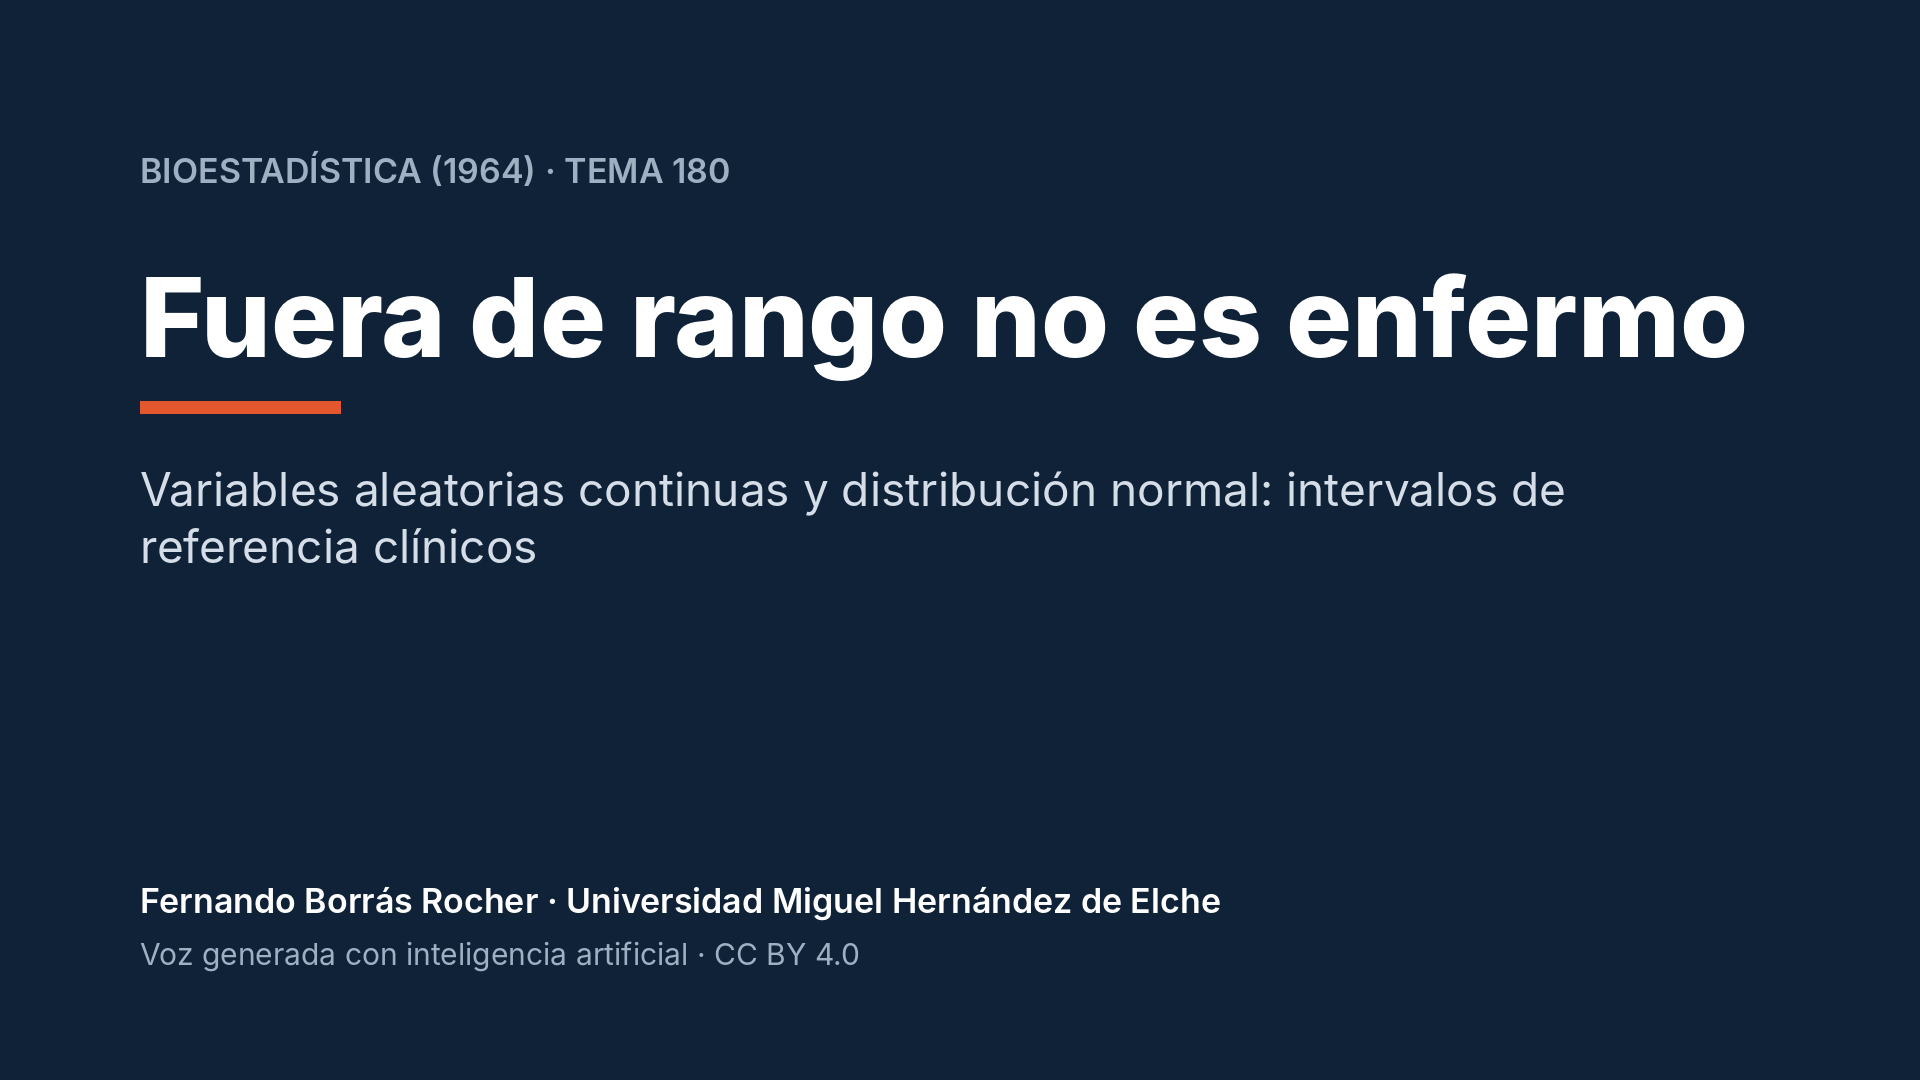 BIOESTADÍSTICA (1964) · TEMA 180
Fuera de rango no es enfermo
Variables aleatorias continuas y distribución normal: intervalos de
referencia clínicos
Fernando Borrás Rocher · Universidad Miguel Hernández de Elche
Voz generada con inteligencia artificial · CC BY 4.0